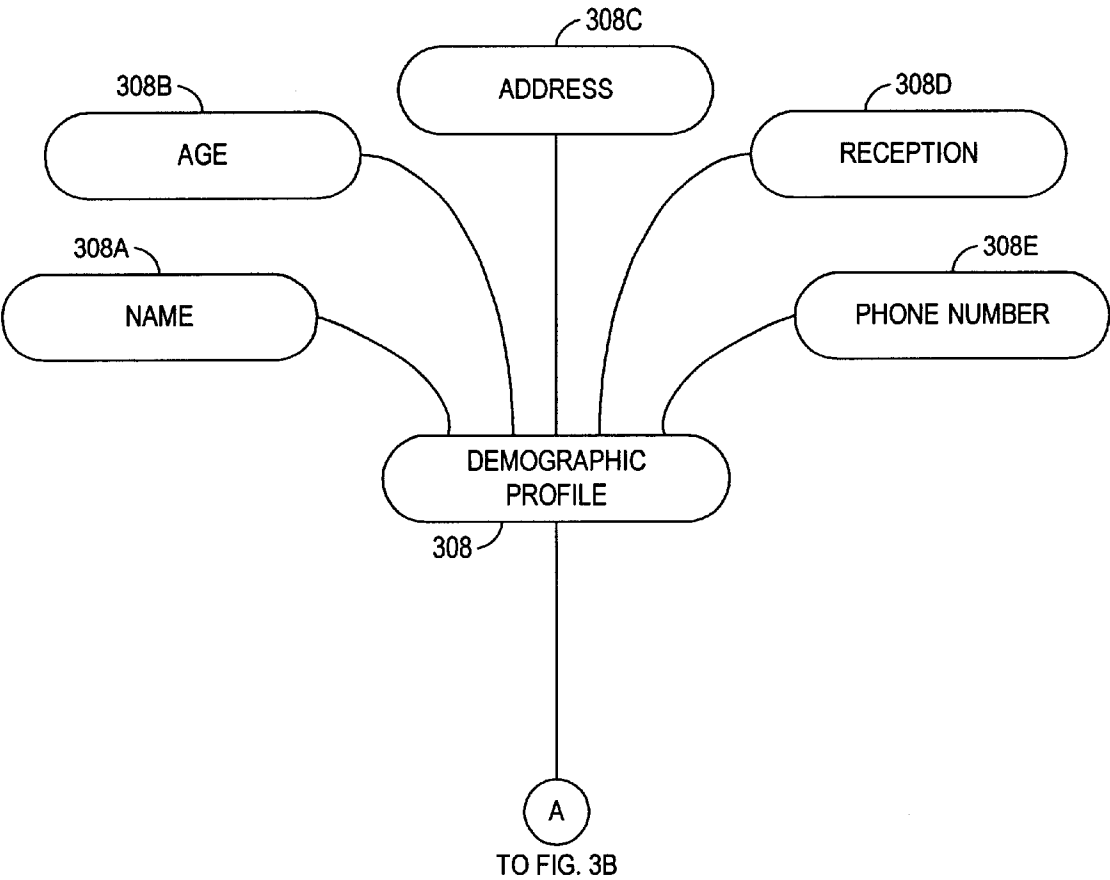 308C
ADDRESS
308B
AGE
308D
RECEPTION
308A
NAME
308E
PHONE NUMBER
DEMOGRAPHIC
PROFILE
308
A
TO FIG. 3B